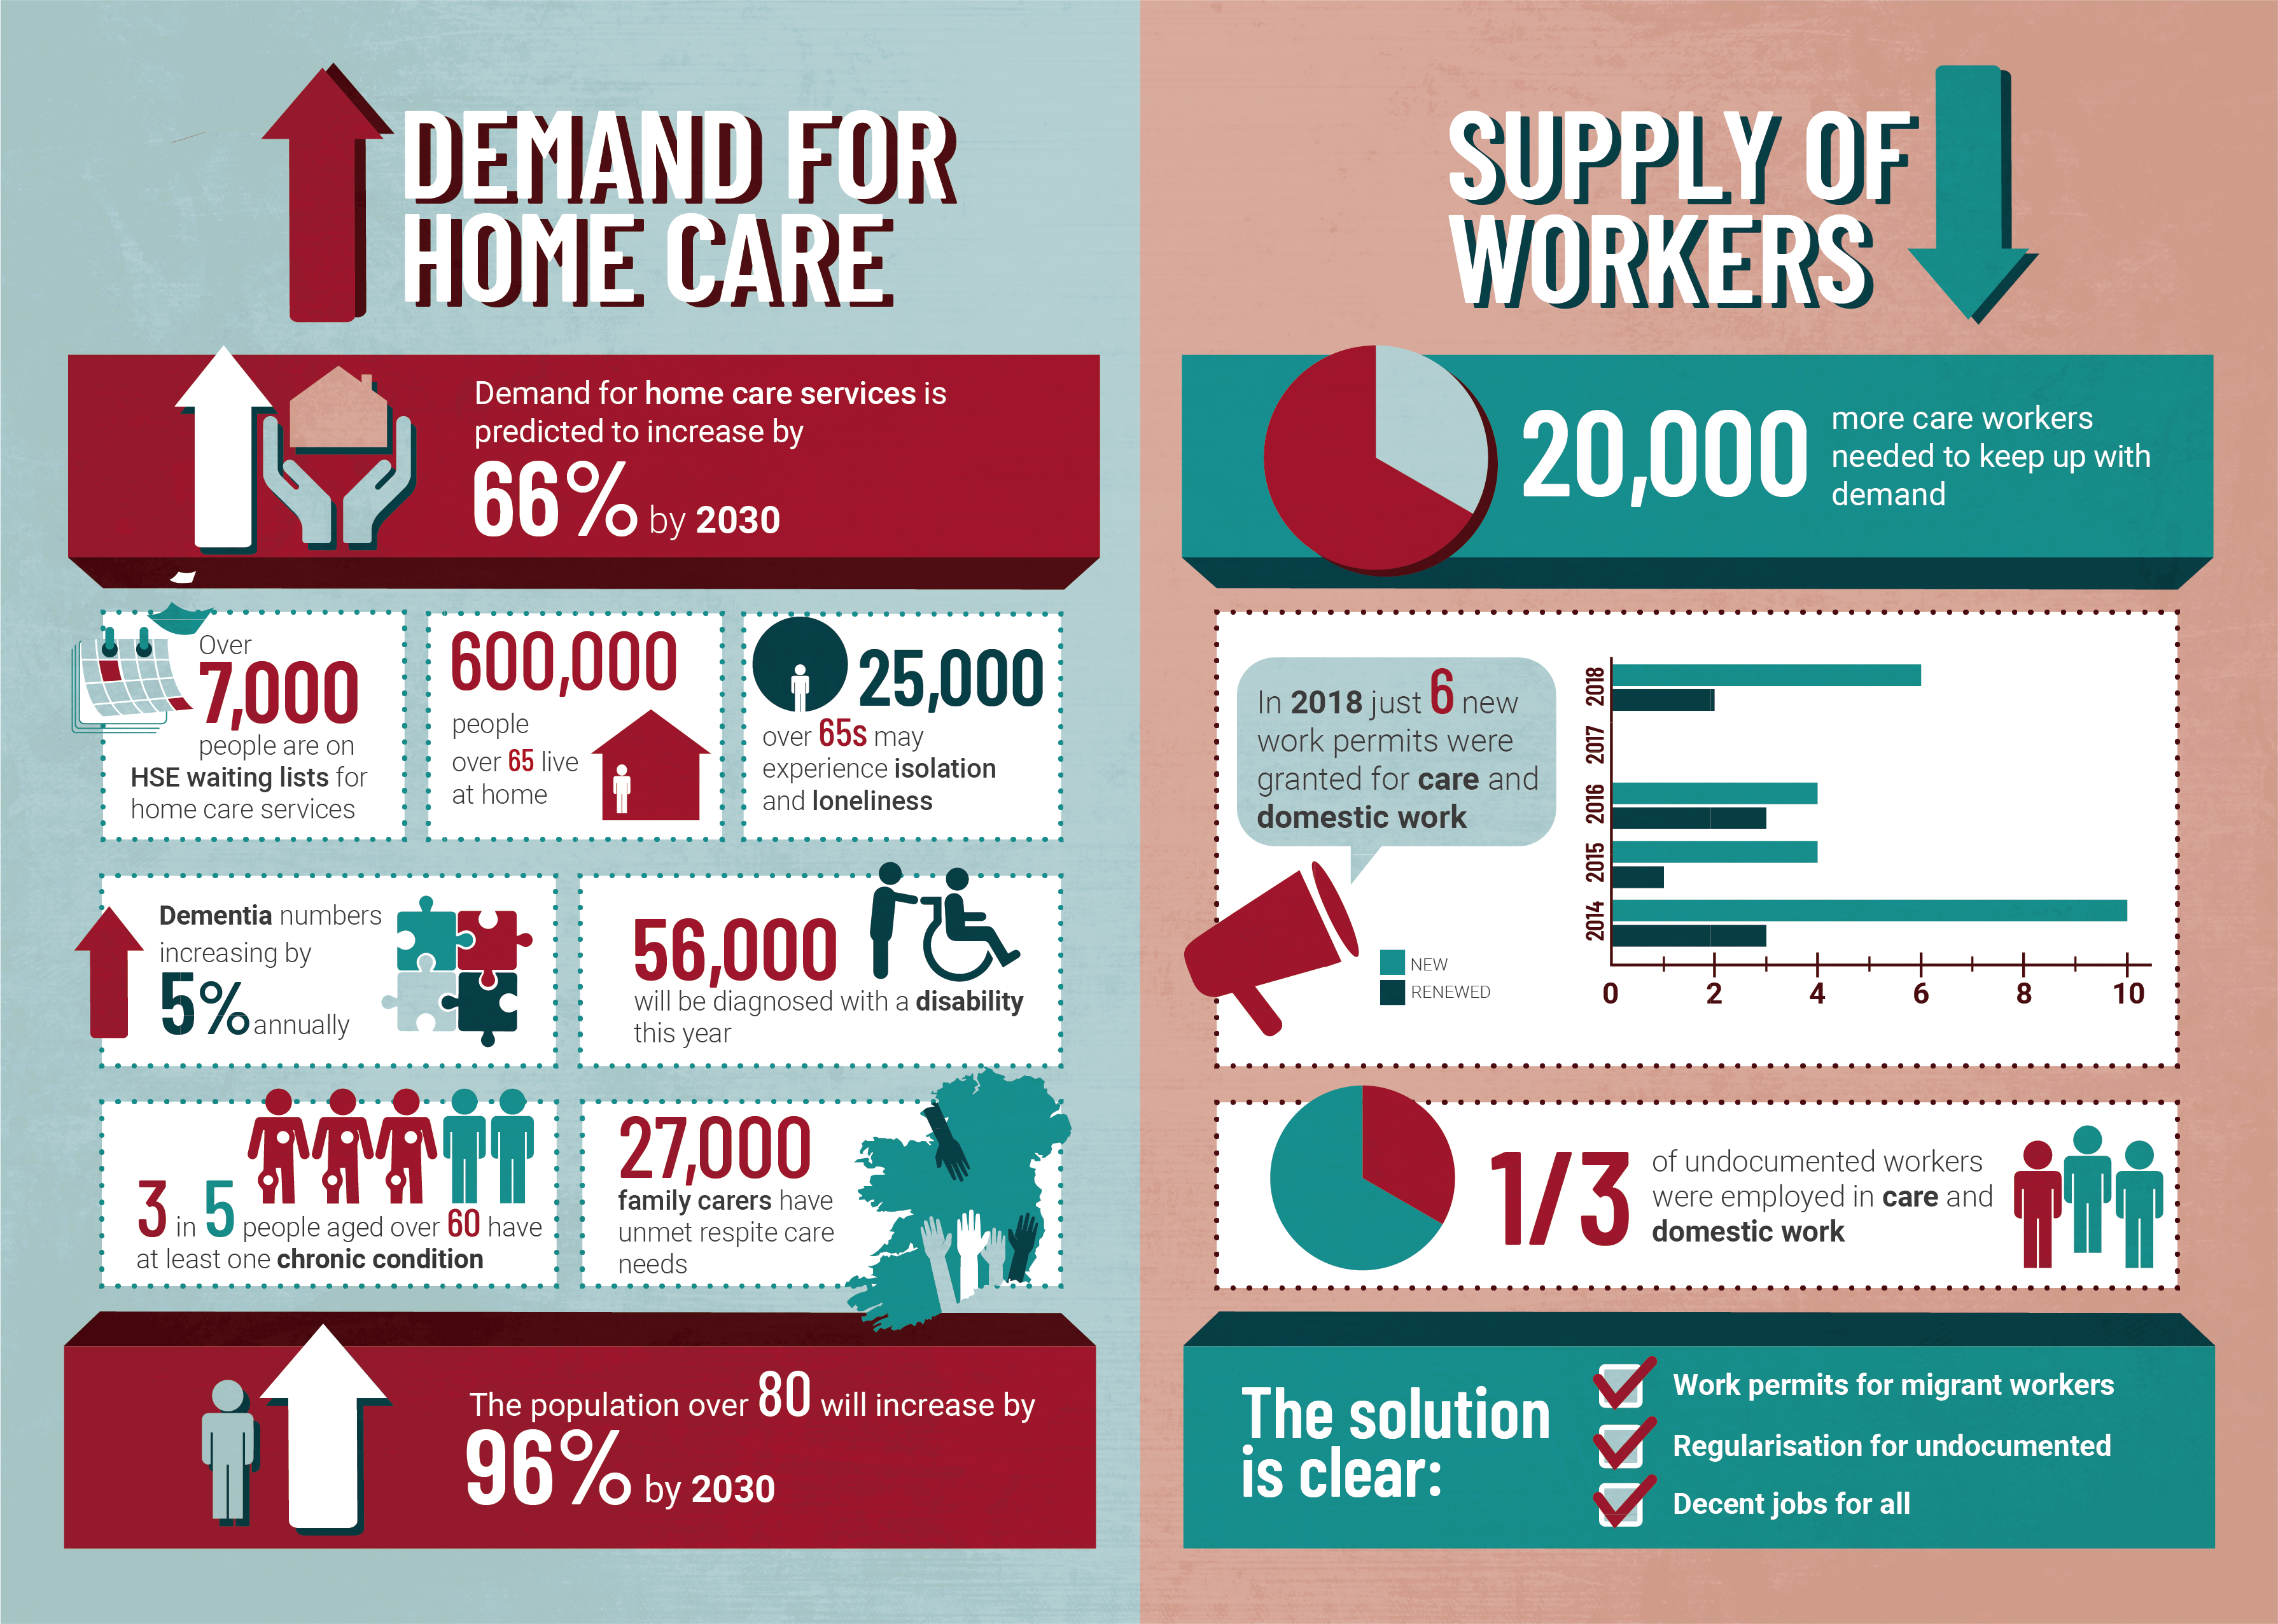 DEMAND FOR
HOME CARE
Demand for home care services is
predicted to increase by
66% by 2030
Over
7,000
people are on
HSE waiting lists for
home care services
600,000
people
over 65 live
at home
25,000
over 65s may
experience isolation
and loneliness
Dementia numbers
increasing by
5% annually
56,000
will be diagnosed with a disability
this year
3 in 5 people aged over 60 have
at least one chronic condition
27,000
family carers have
unmet respite care
needs
The population over 80 will increase by
96% by 2030
SUPPLY OF
WORKERS
20,000
more care workers
needed to keep up with
demand
In 2018 just 6 new
work permits were
granted for care and
domestic work
2018
2017
2016
2015
2014
0 2 4 6 8 10
NEW
RENEWED
1/3
of undocumented workers
were employed in care and
domestic work
The solution
is clear:
Work permits for migrant workers
Regularisation for undocumented
Decent jobs for all